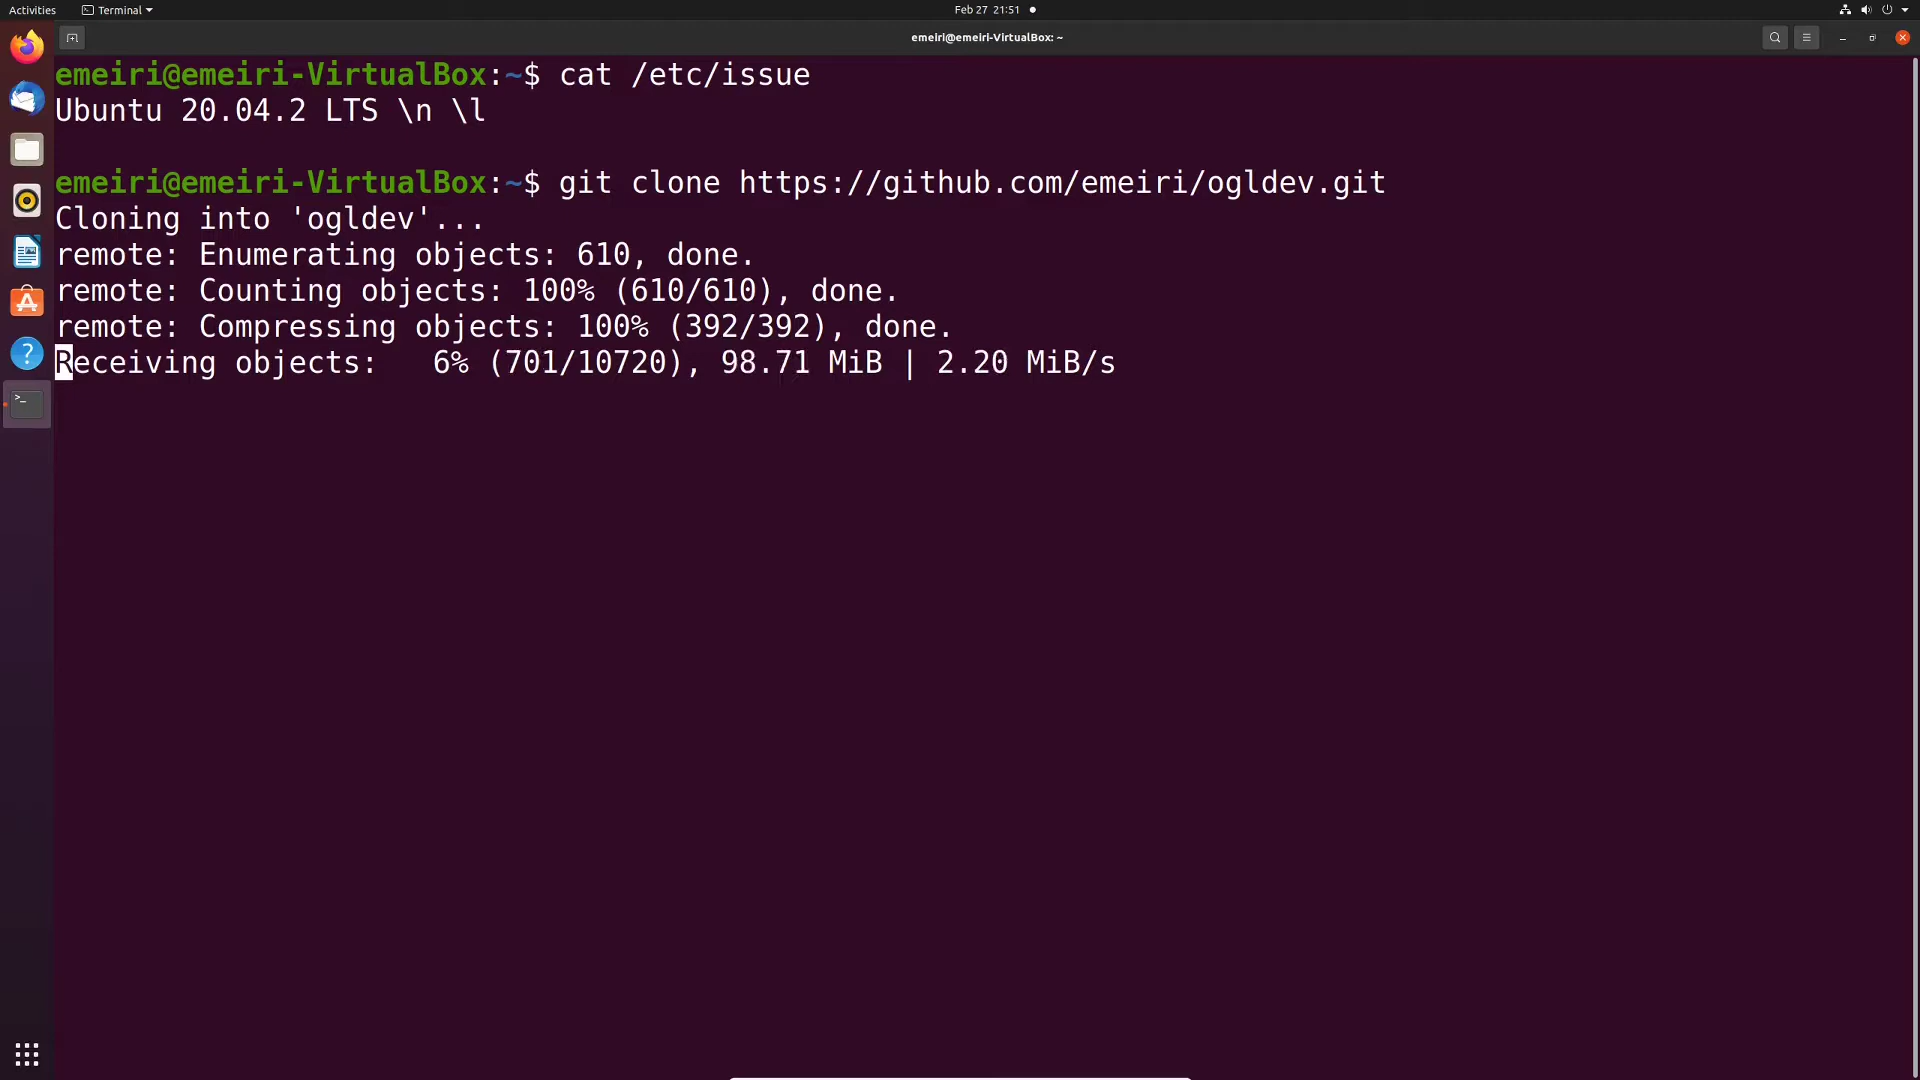 Activities
Terminal
Feb 27 21:51
emeiri@emeiri-VirtualBox: ~
emeiri@emeiri-VirtualBox:~$ cat /etc/issue
Ubuntu 20.04.2 LTS \n \l
emeiri@emeiri-VirtualBox:~$ git clone https://github.com/emeiri/ogldev.git
Cloning into 'ogldev'...
remote: Enumerating objects: 610, done.
remote: Counting objects: 100% (610/610), done.
remote: Compressing objects: 100% (392/392), done.
Receiving objects:   6% (701/10720), 98.71 MiB | 2.20 MiB/s